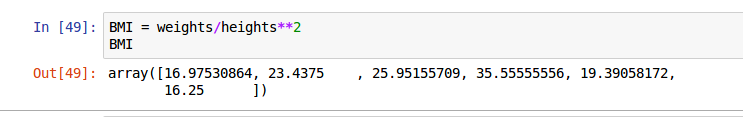 In [49]: BMI = weights/heights**2
BMI
Out[49]: array([16.97530864, 23.4375    , 25.95155709, 35.55555556, 19.39058172,
16.25      ])